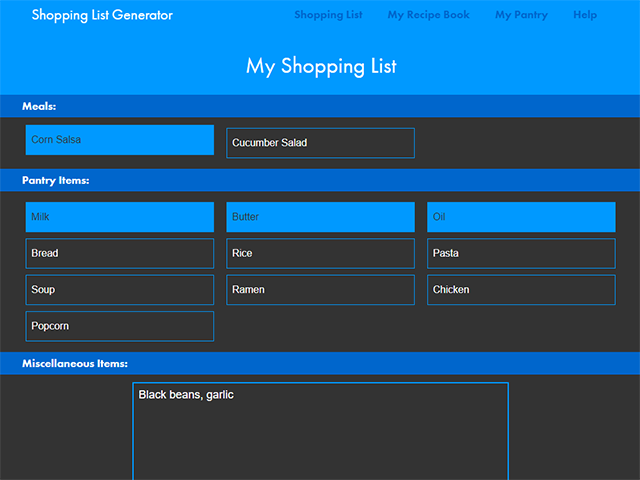 Shopping List Generator Shopping List My Recipe Book My Pantry Help
My Shopping List
Meals:
Corn Salsa Cucumber Salad
Pantry Items:
Milk Butter Oil
Bread Rice Pasta
Soup Ramen Chicken
Popcorn
Miscellaneous Items:
Black beans, garlic